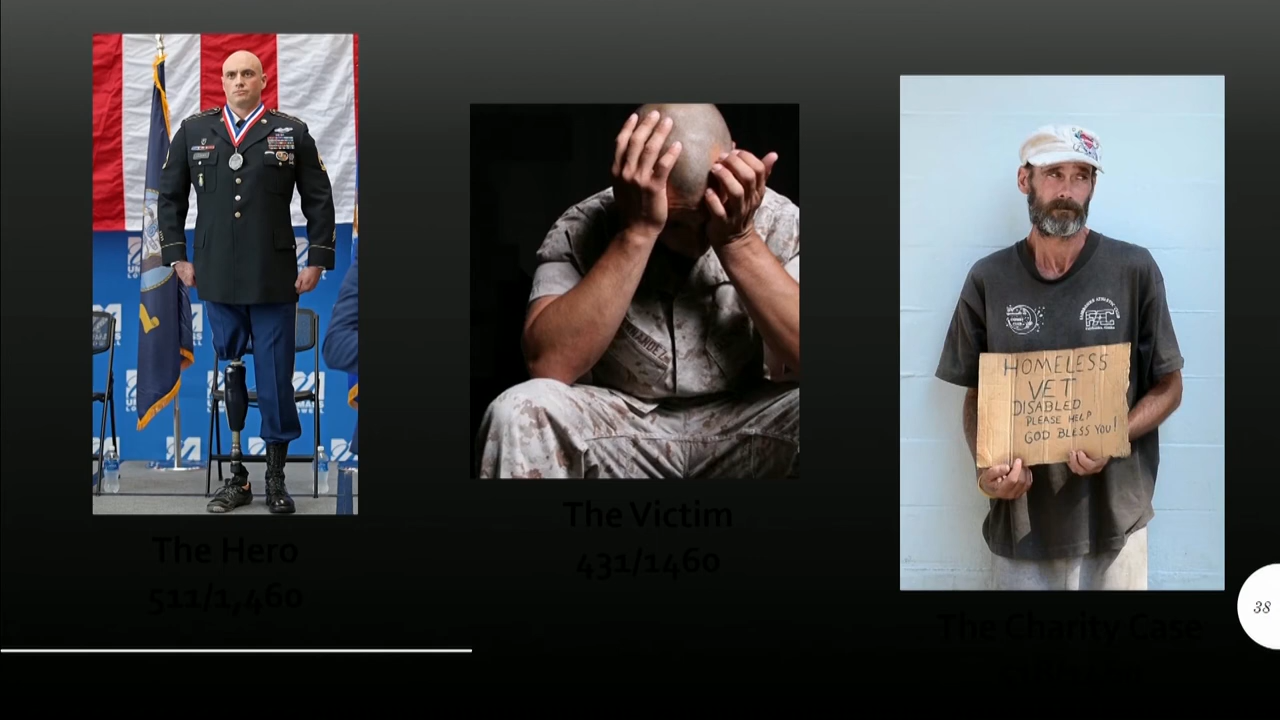 The Hero
511/1,460
The Victim
431/1460
HOMELESS
VET
DISABLED
PLEASE HELP
GOD BLESS YOU!
The Charity Case
38